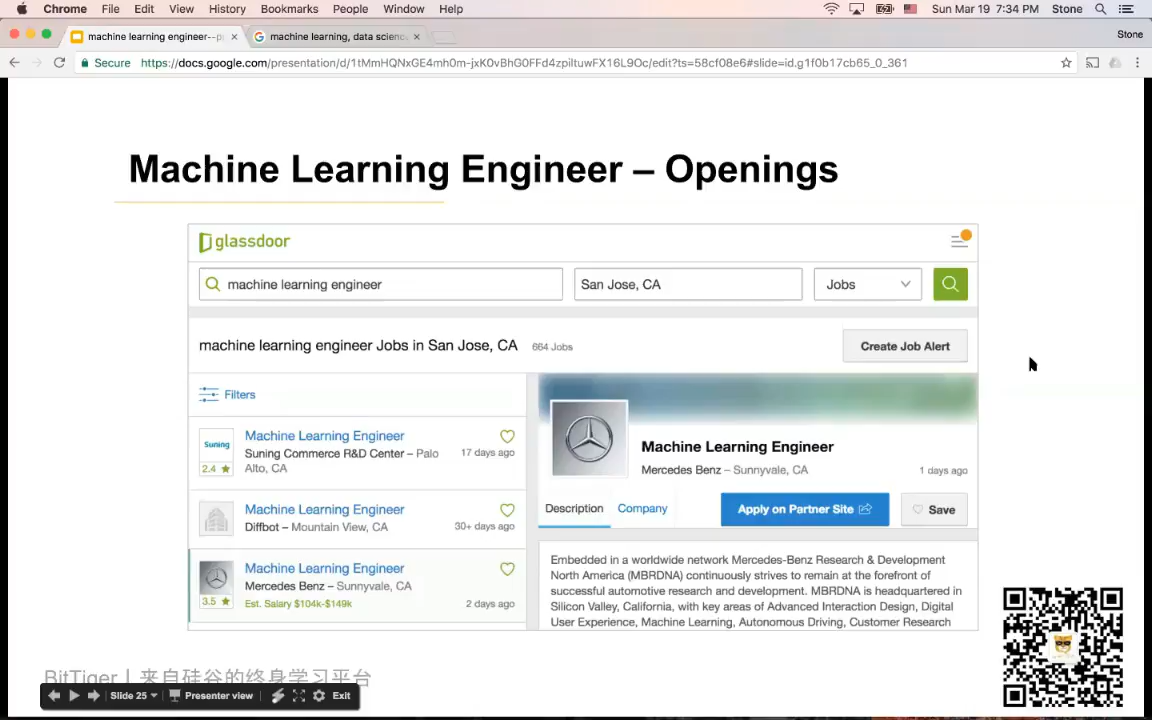 Chrome File Edit View History Bookmarks People Window Help Sun Mar 19 7:34 PM Stone
machine learning engineer--p
machine learning, data scienc
Stone
Secure https://docs.google.com/presentation/d/1tMmHQNxGE4mh0m-jxK0vBhG0FFd4zpiltuwFX16L9Oc/edit?ts=58cf08e6#slide=id.g1f0b17cb65_0_361
Machine Learning Engineer – Openings
glassdoor
machine learning engineer San Jose, CA Jobs
machine learning engineer Jobs in San Jose, CA 664 Jobs Create Job Alert
Filters
Suning
2.4 ★
Machine Learning Engineer
Suning Commerce R&D Center – Palo
Alto, CA
17 days ago
Machine Learning Engineer
Diffbot – Mountain View, CA
30+ days ago
3.5 ★
Machine Learning Engineer
Mercedes Benz – Sunnyvale, CA
Est. Salary $104k-$149k
2 days ago
Machine Learning Engineer
Mercedes Benz – Sunnyvale, CA 1 days ago
Description Company Apply on Partner Site Save
Embedded in a worldwide network Mercedes-Benz Research & Development
North America (MBRDNA) continuously strives to remain at the forefront of
successful automotive research and development. MBRDNA is headquartered in
Silicon Valley, California, with key areas of Advanced Interaction Design, Digital
User Experience, Machine Learning, Autonomous Driving, Customer Research
BitTiger | 来自硅谷的终身学习平台
Slide 25 Presenter view Exit